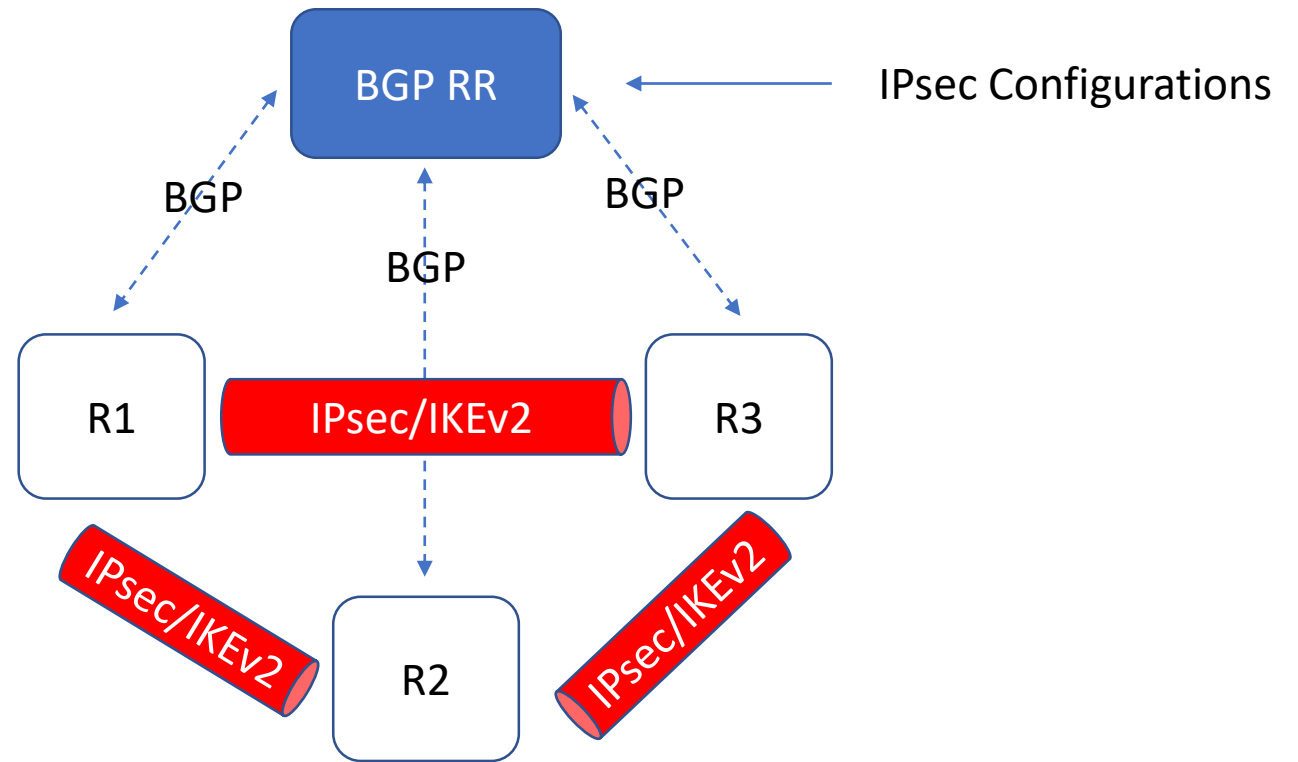 BGP RR
IPsec Configurations
BGP
BGP
BGP
R1
IPsec/IKEv2
R3
IPsec/IKEv2
IPsec/IKEv2
R2